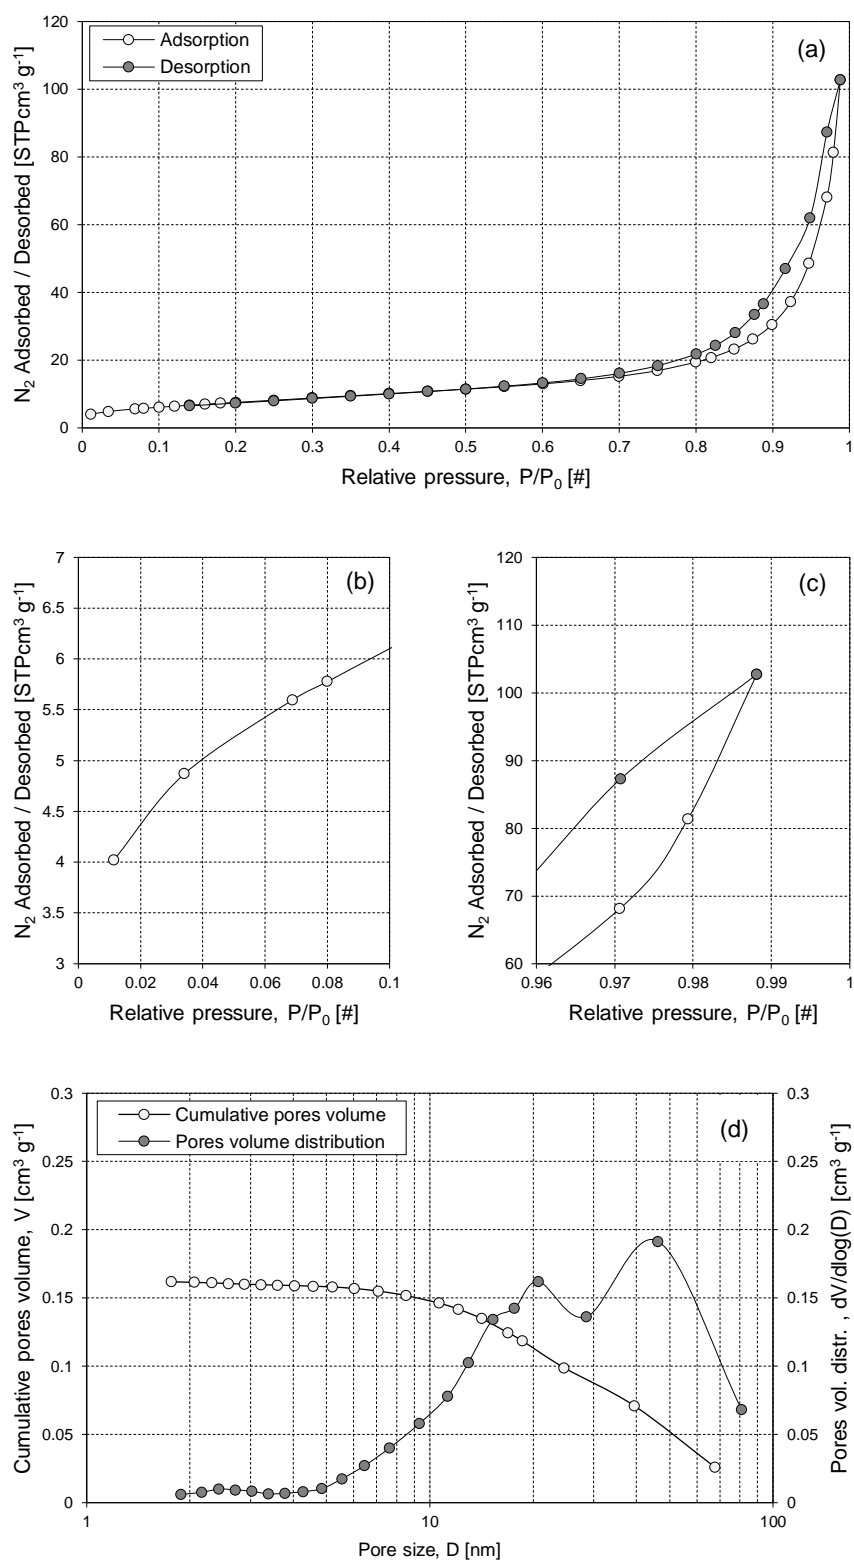 120
100
80
60
40
20
0
N2 Adsorbed / Desorbed [STPcm³ g⁻¹]
Adsorption
Desorption
(a)
0 0.1 0.2 0.3 0.4 0.5 0.6 0.7 0.8 0.9 1
Relative pressure, P/P0 [#]
7
6.5
6
5.5
5
4.5
4
3.5
3
N2 Adsorbed / Desorbed [STPcm³ g⁻¹]
(b)
0 0.02 0.04 0.06 0.08 0.1
Relative pressure, P/P0 [#]
120
110
100
90
80
70
60
N2 Adsorbed / Desorbed [STPcm³ g⁻¹]
(c)
0.96 0.97 0.98 0.99 1
Relative pressure, P/P0 [#]
0.3
0.25
0.2
0.15
0.1
0.05
0
Cumulative pores volume, V [cm³ g⁻¹]
Cumulative pores volume
Pores volume distribution
(d)
0.3
0.25
0.2
0.15
0.1
0.05
0
Pores vol. distr. , dV/dlog(D) [cm³ g⁻¹]
1 10 100
Pore size, D [nm]